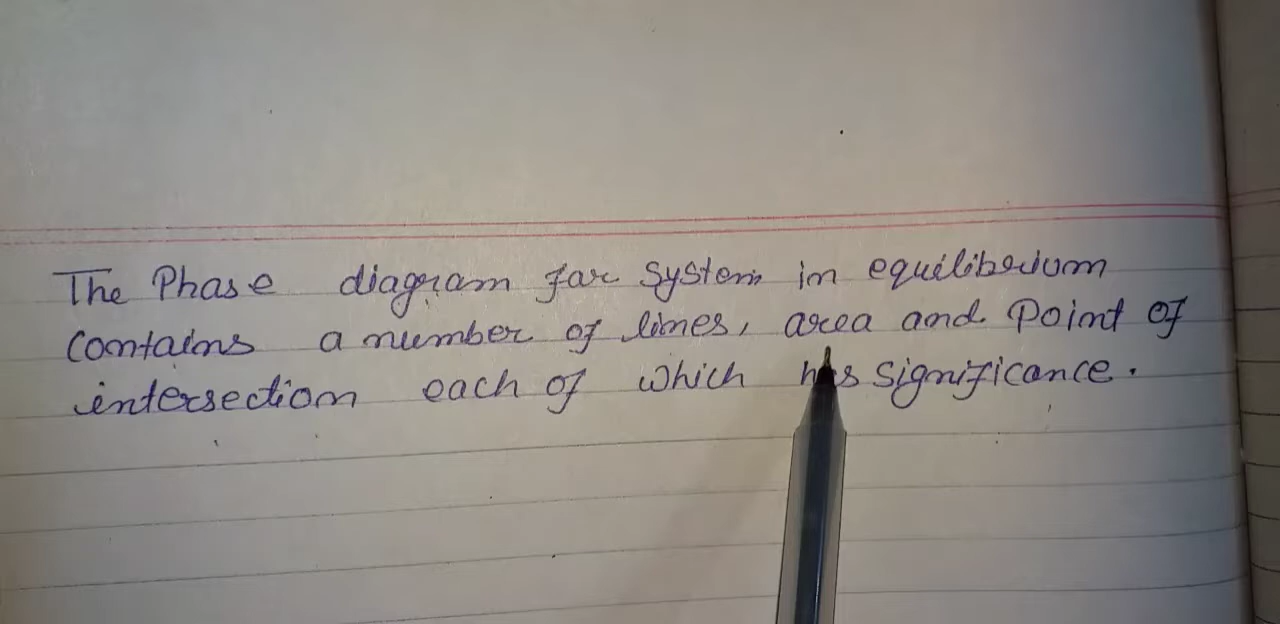 The Phase diagram for System in equilibrium
Contains a number of lines, area and Point of
intersection each of which has significance.